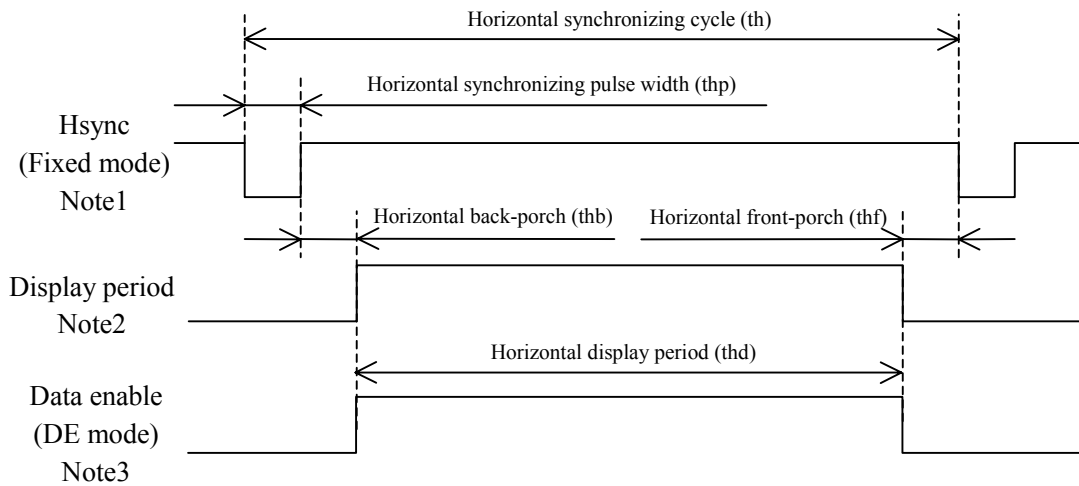 Horizontal synchronizing cycle (th)
Horizontal synchronizing pulse width (thp)
Hsync
(Fixed mode)
Note1
Horizontal back-porch (thb)
Horizontal front-porch (thf)
Display period
Note2
Horizontal display period (thd)
Data enable
(DE mode)
Note3